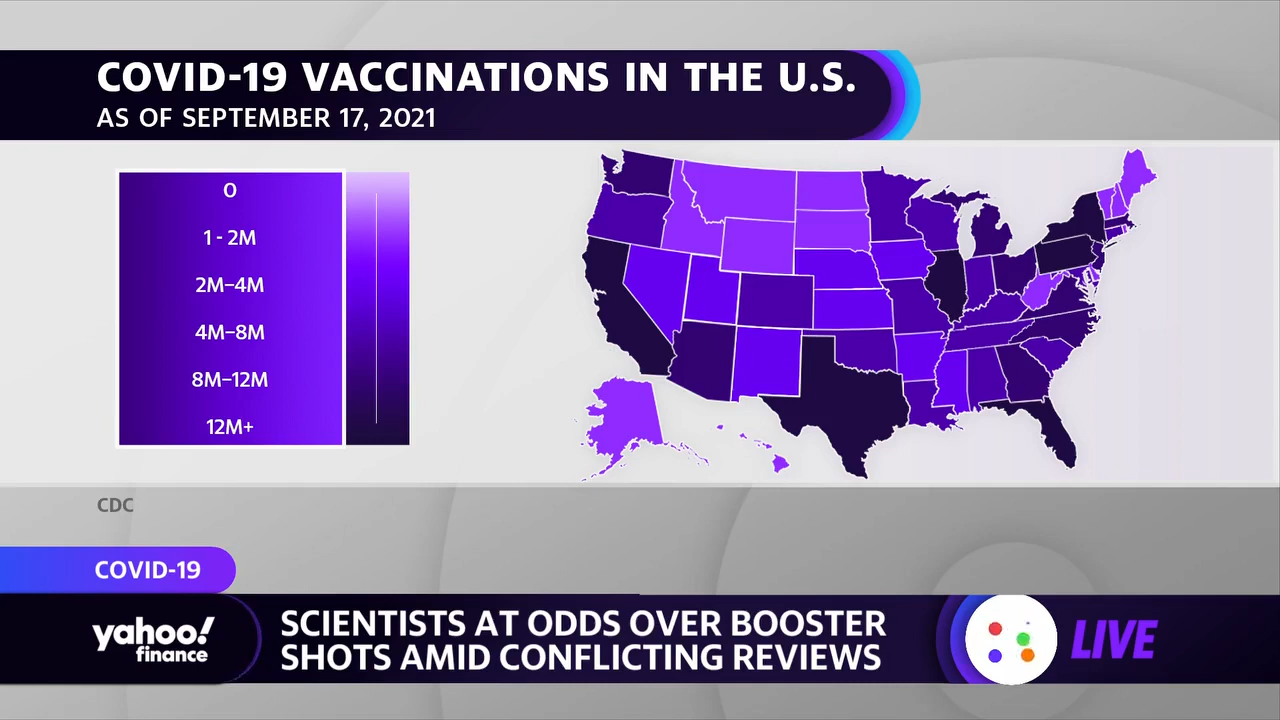 COVID-19 VACCINATIONS IN THE U.S.
AS OF SEPTEMBER 17, 2021
0
1 - 2M
2M–4M
4M–8M
8M–12M
12M+
CDC
COVID-19
yahoo!
finance
SCIENTISTS AT ODDS OVER BOOSTER
SHOTS AMID CONFLICTING REVIEWS
LIVE